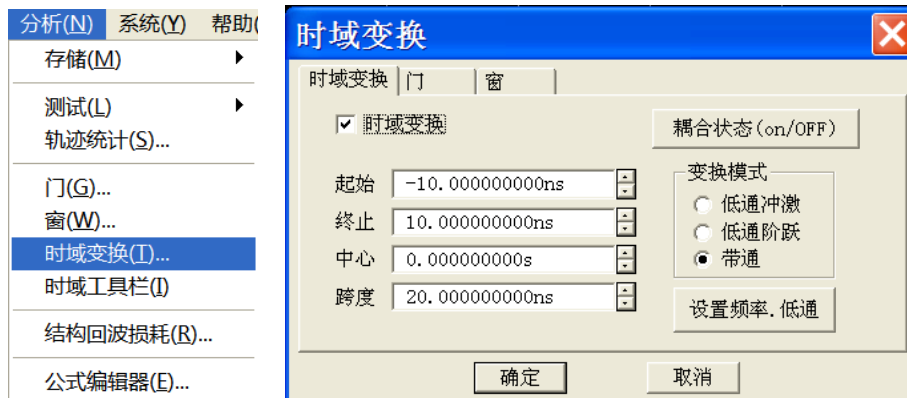 分析(N) 系统(Y) 帮助(
存储(M)
测试(L)
轨迹统计(S)...
门(G)...
窗(W)...
时域变换(T)...
时域工具栏(I)
结构回波损耗(R)...
公式编辑器(E)...
时域变换
时域变换 门 窗
时域变换
耦合状态(on/OFF)
起始 -10.000000000ns
终止 10.000000000ns
中心 0.000000000s
跨度 20.000000000ns
变换模式
低通冲激
低通阶跃
带通
设置频率.低通
确定 取消